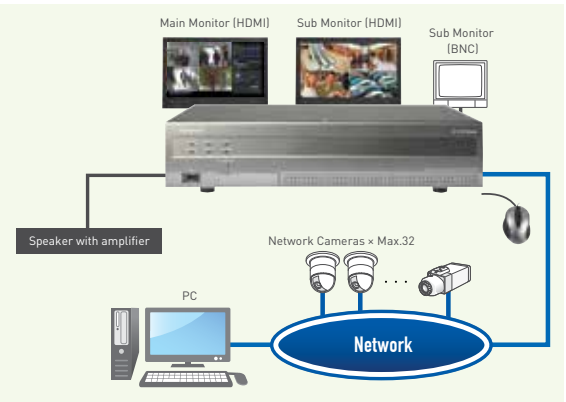 Main Monitor (HDMI)
Sub Monitor (HDMI)
Sub Monitor
(BNC)
Speaker with amplifier
Network Cameras × Max.32
PC
Network